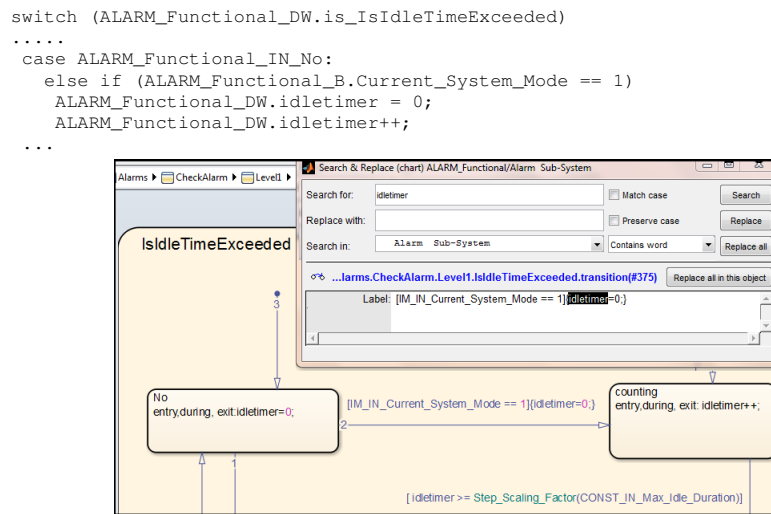 switch (ALARM_Functional_DW.is_IsIdleTimeExceeded)
.....
case ALARM_Functional_IN_No:
else if (ALARM_Functional_B.Current_System_Mode == 1)
ALARM_Functional_DW.idletimer = 0;
ALARM_Functional_DW.idletimer++;
...
Alarms CheckAlarm Level1
Search & Replace (chart) ALARM_Functional/Alarm Sub-System
Search for: idletimer Match case Search
Replace with: Preserve case Replace
Search in: Alarm Sub-System Contains word Replace all
...larms.CheckAlarm.Level1.IsIdleTimeExceeded.transition(#375) Replace all in this object
Label: [IM_IN_Current_System_Mode == 1]{idletimer=0;}
IsIdleTimeExceeded
3
No
entry,during, exit:idletimer=0;
[IM_IN_Current_System_Mode == 1]{idletimer=0;}
2
counting
entry,during, exit: idletimer++;
1
[ idletimer >= Step_Scaling_Factor(CONST_IN_Max_Idle_Duration)]